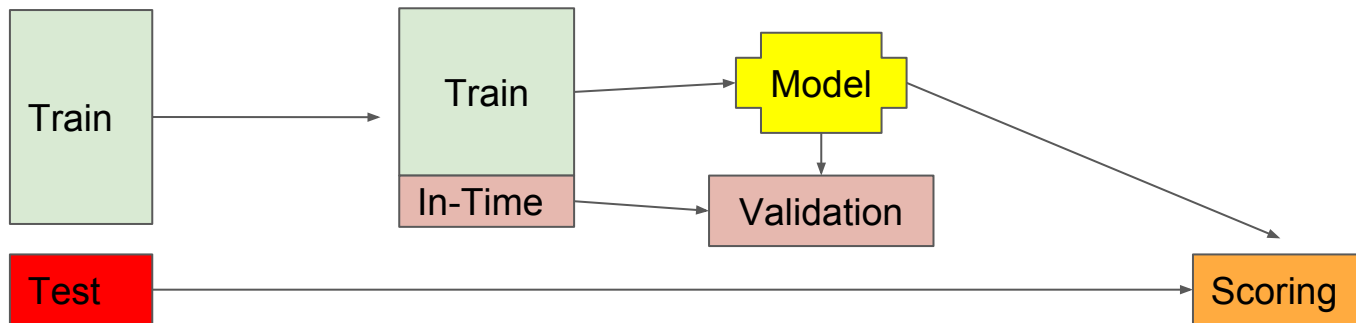 Train
Train
Model
In-Time
Validation
Test
Scoring